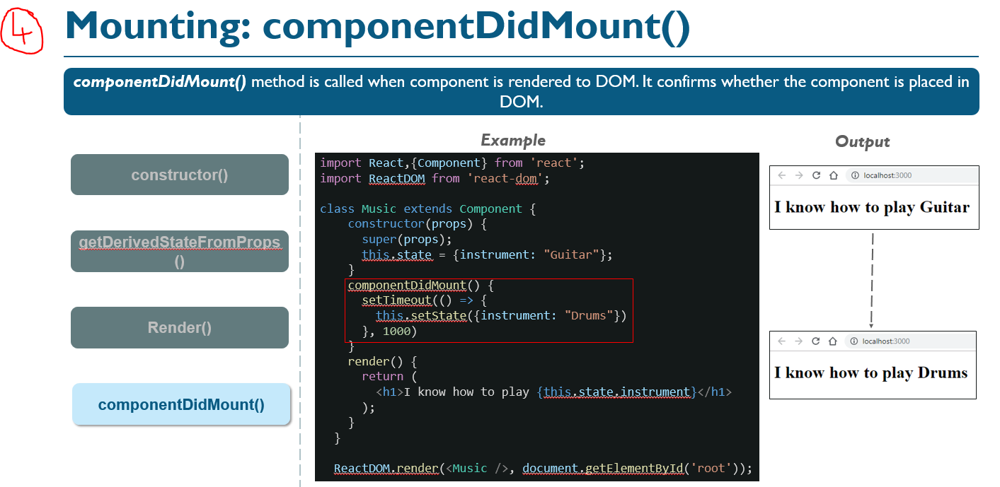 4
Mounting: componentDidMount()
componentDidMount() method is called when component is rendered to DOM. It confirms whether the component is placed in
DOM.
constructor()
getDerivedStateFromProps
()
Render()
componentDidMount()
Example
import React,{Component} from 'react';
import ReactDOM from 'react-dom';
class Music extends Component {
constructor(props) {
super(props);
this.state = {instrument: "Guitar"};
}
componentDidMount() {
setTimeout(() => {
this.setState({instrument: "Drums"})
}, 1000)
}
render() {
return (
<h1>I know how to play {this.state.instrument}</h1>
);
}
}
ReactDOM.render(<Music />, document.getElementById('root'));
Output
localhost:3000
I know how to play Guitar
localhost:3000
I know how to play Drums